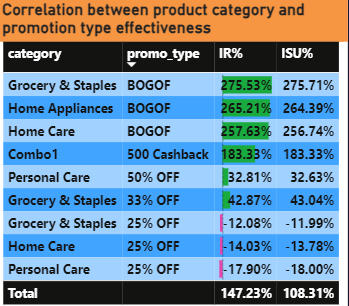 Correlation between product category and
promotion type effectiveness
category promo_type IR% ISU%
Grocery & Staples BOGOF 275.53% 275.71%
Home Appliances BOGOF 265.21% 264.39%
Home Care BOGOF 257.63% 256.74%
Combo1 500 Cashback 183.33% 183.33%
Personal Care 50% OFF 32.81% 32.63%
Grocery & Staples 33% OFF 42.87% 43.04%
Grocery & Staples 25% OFF -12.08% -11.99%
Home Care 25% OFF -14.03% -13.78%
Personal Care 25% OFF -17.90% -18.00%
Total 147.23% 108.31%